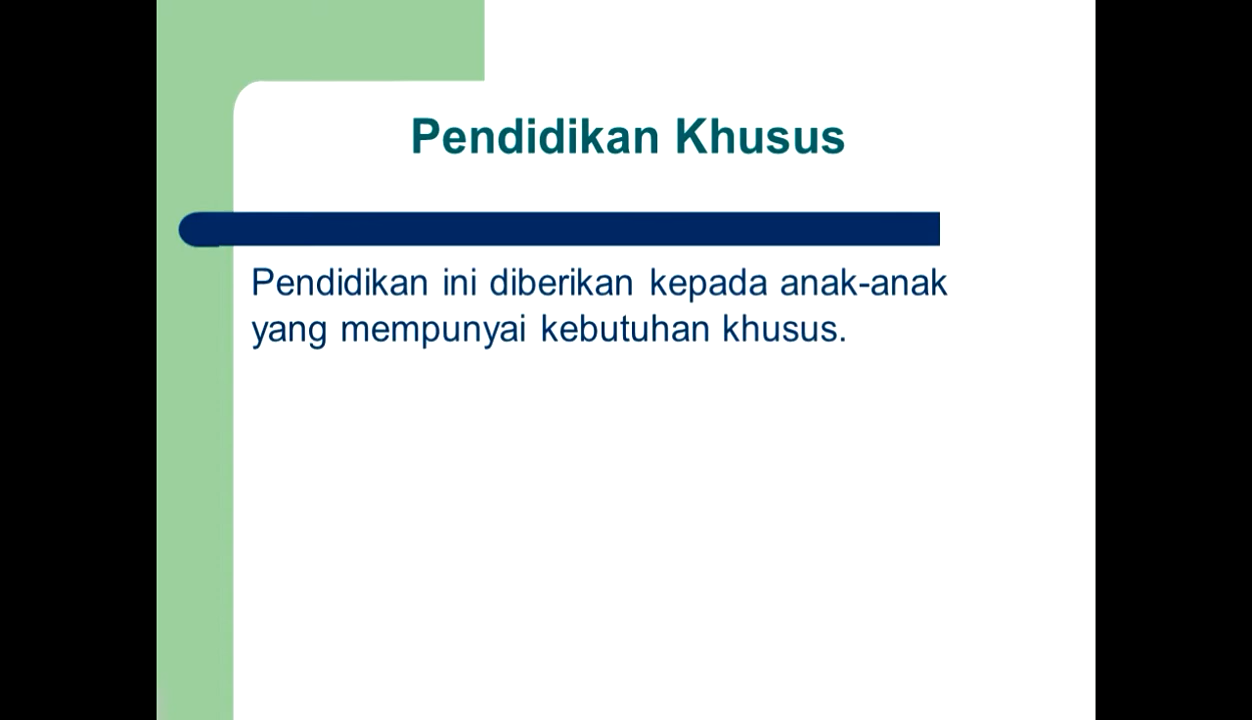 Pendidikan Khusus
Pendidikan ini diberikan kepada anak-anak
yang mempunyai kebutuhan khusus.